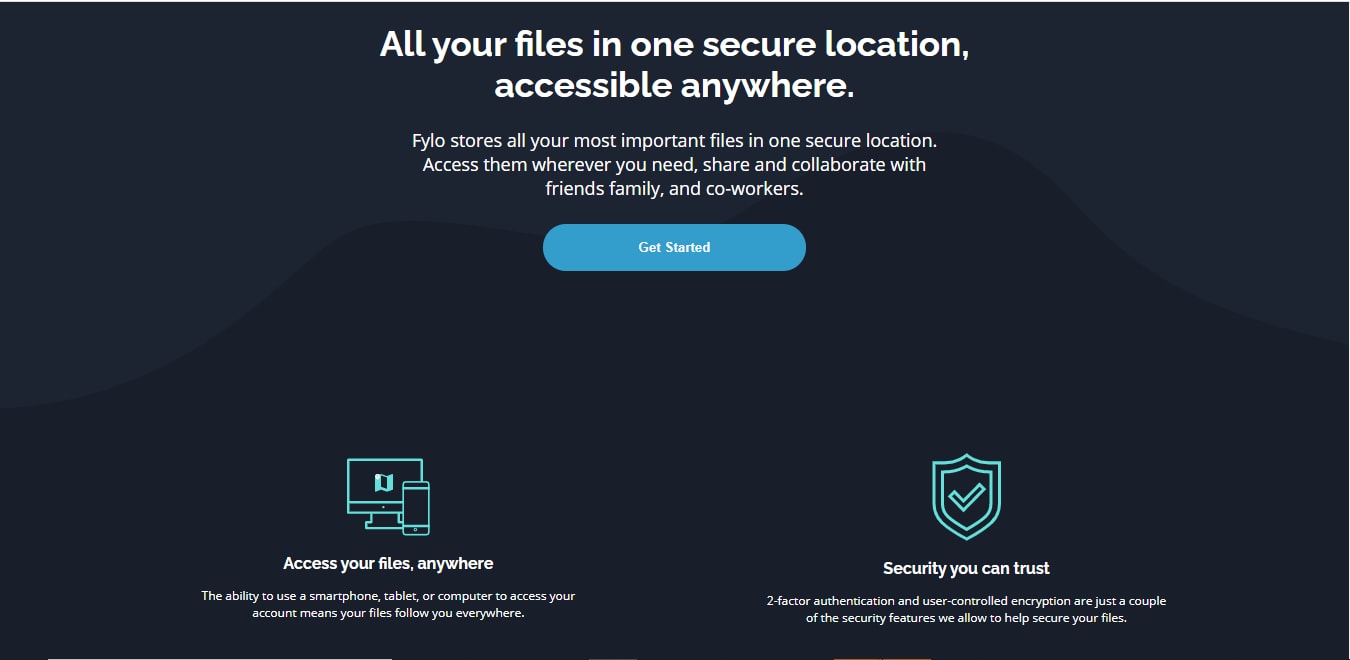 All your files in one secure location,
accessible anywhere.
Fylo stores all your most important files in one secure location.
Access them wherever you need, share and collaborate with
friends family, and co-workers.
Get Started
Access your files, anywhere
The ability to use a smartphone, tablet, or computer to access your
account means your files follow you everywhere.
Security you can trust
2-factor authentication and user-controlled encryption are just a couple
of the security features we allow to help secure your files.